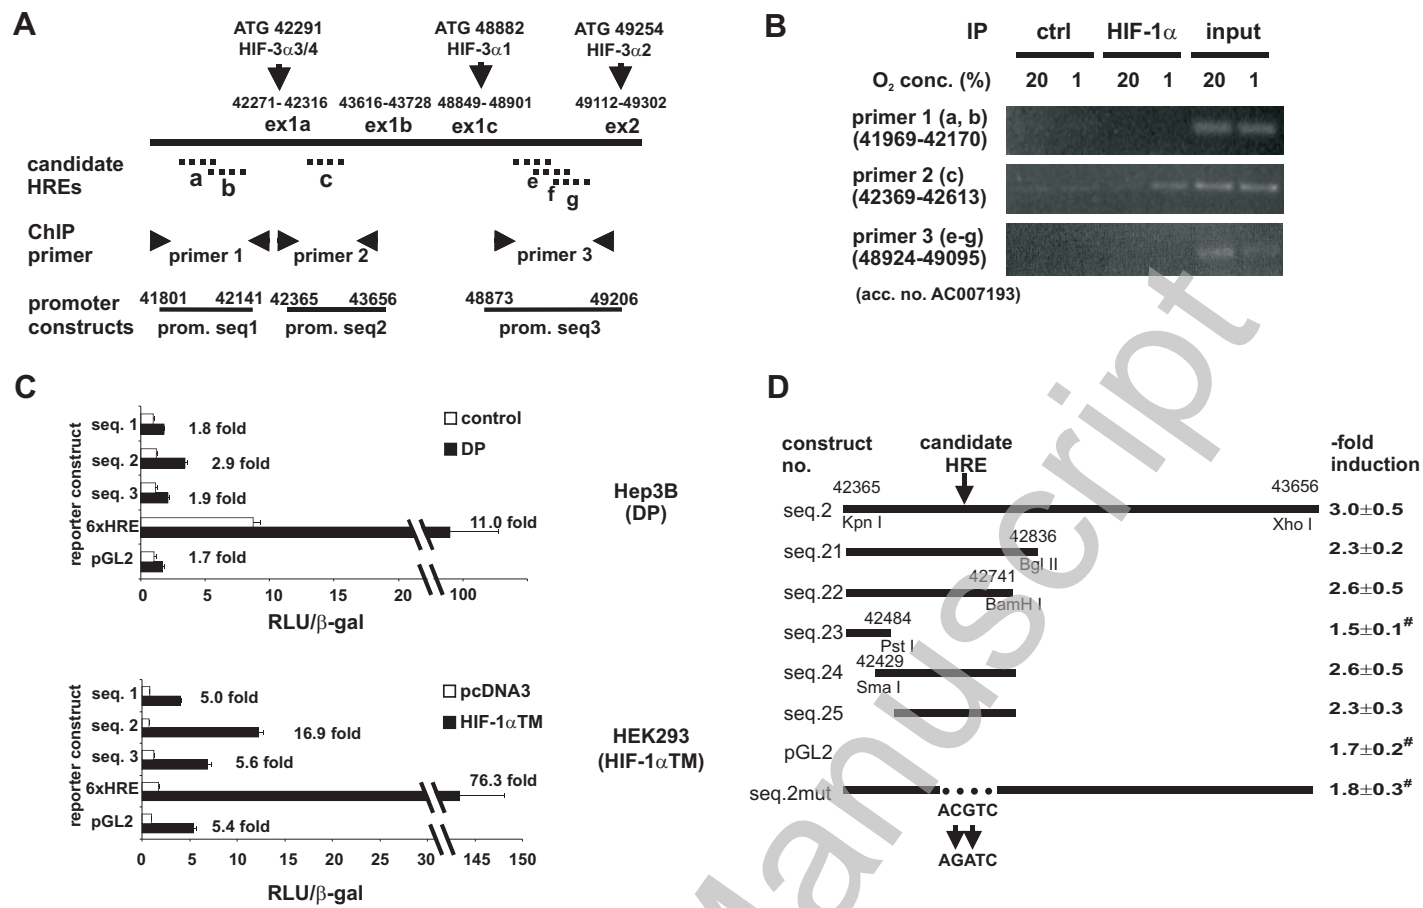 A
ATG 42291
HIF-3α3/4
ATG 48882
HIF-3α1
ATG 49254
HIF-3α2
42271- 42316
43616-43728
48849- 48901
49112-49302
ex1a
ex1b
ex1c
ex2
candidate
HREs
a
b
c
e
f
g
ChIP
primer
primer 1
primer 2
primer 3
promoter
constructs
41801
42141
42365
43656
48873
49206
prom. seq1
prom. seq2
prom. seq3
B
IP
ctrl
HIF-1α
input
O2 conc. (%)
20 1 20 1 20 1
primer 1 (a, b)
(41969-42170)
primer 2 (c)
(42369-42613)
primer 3 (e-g)
(48924-49095)
(acc. no. AC007193)
C
reporter construct
seq. 1
seq. 2
seq. 3
6xHRE
pGL2
1.8 fold
2.9 fold
1.9 fold
11.0 fold
1.7 fold
control
DP
Hep3B
(DP)
0 5 10 15 20 100
RLU/β-gal
reporter construct
seq. 1
seq. 2
seq. 3
6xHRE
pGL2
5.0 fold
16.9 fold
5.6 fold
76.3 fold
5.4 fold
pcDNA3
HIF-1αTM
HEK293
(HIF-1αTM)
0 5 10 15 20 25 30 145 150
RLU/β-gal
D
construct
no.
candidate
HRE
-fold
induction
42365
43656
seq.2
3.0±0.5
Kpn I
Xho I
seq.21
42836
2.3±0.2
Bgl II
42741
seq.22
2.6±0.5
BamH I
42484
seq.23
1.5±0.1#
Pst I
42429
seq.24
2.6±0.5
Sma I
seq.25
2.3±0.3
pGL2
1.7±0.2#
seq.2mut
1.8±0.3#
ACGTC
AGATC
anuscript